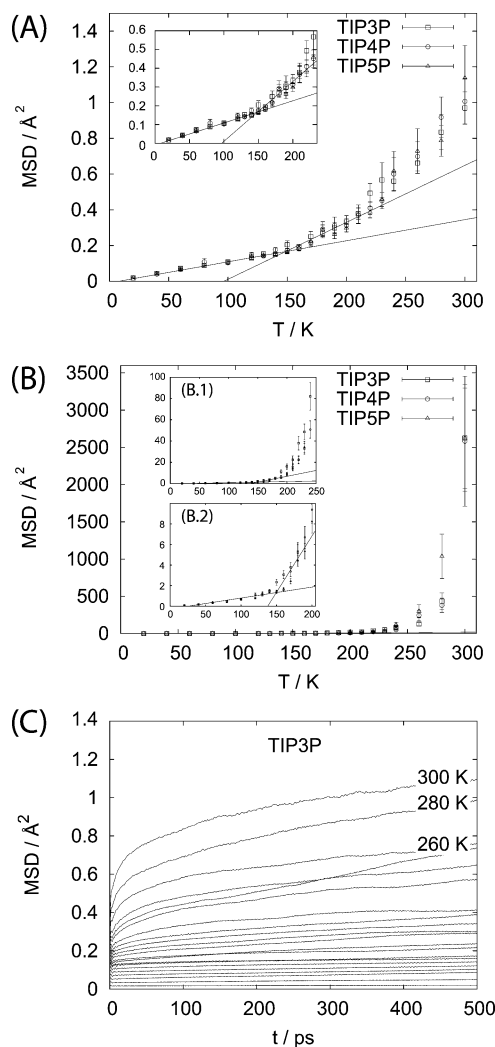 (A)
MSD / Å²
1.4
1.2
1
0.8
0.6
0.4
0.2
0
0 50 100 150 200 250 300
T / K
TIP3P
TIP4P
TIP5P
0.6
0.5
0.4
0.3
0.2
0.1
0
0 50 100 150 200
(B)
MSD / Å²
3500
3000
2500
2000
1500
1000
500
0
0 50 100 150 200 250 300
T / K
TIP3P
TIP4P
TIP5P
(B.1)
100
80
60
40
20
0
0 50 100 150 200 250
(B.2)
8
6
4
2
0
0 50 100 150 200
(C)
TIP3P
MSD / Å²
1.4
1.2
1
0.8
0.6
0.4
0.2
0
300 K
280 K
260 K
0 100 200 300 400 500
t / ps